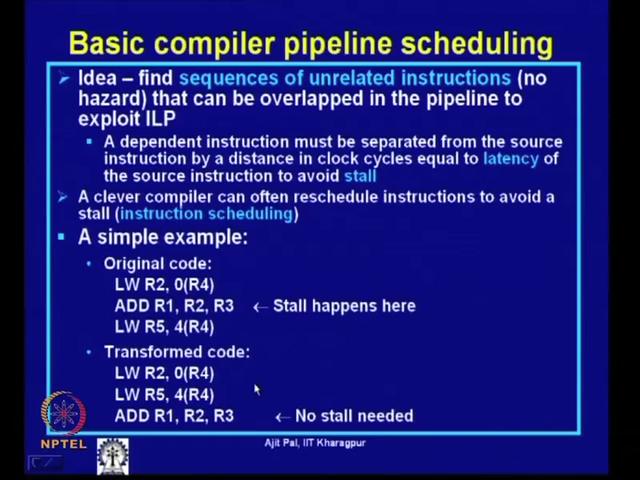 Basic compiler pipeline scheduling
Idea – find sequences of unrelated instructions (no
hazard) that can be overlapped in the pipeline to
exploit ILP
A dependent instruction must be separated from the source
instruction by a distance in clock cycles equal to latency of
the source instruction to avoid stall
A clever compiler can often reschedule instructions to avoid a
stall (instruction scheduling)
A simple example:
Original code:
LW R2, 0(R4)
ADD R1, R2, R3 ← Stall happens here
LW R5, 4(R4)
Transformed code:
LW R2, 0(R4)
LW R5, 4(R4)
ADD R1, R2, R3 ← No stall needed
NPTEL
Ajit Pal, IIT Kharagpur